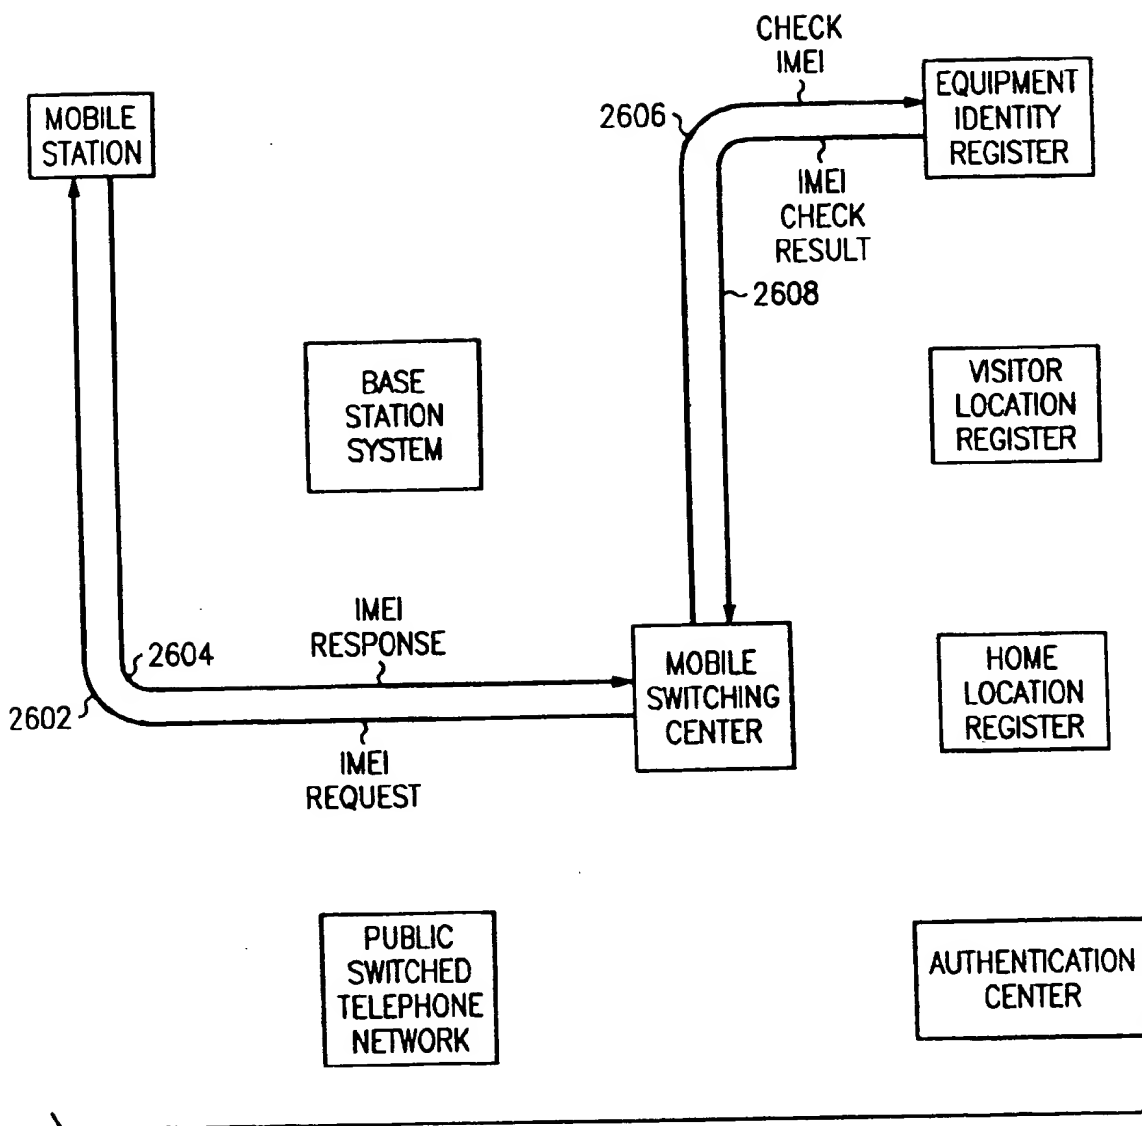 CHECK
IMEI
2606
EQUIPMENT
IDENTITY
REGISTER
MOBILE
STATION
IMEI
CHECK
RESULT
2608
BASE
STATION
SYSTEM
VISITOR
LOCATION
REGISTER
IMEI
RESPONSE
2604
2602
MOBILE
SWITCHING
CENTER
HOME
LOCATION
REGISTER
IMEI
REQUEST
PUBLIC
SWITCHED
TELEPHONE
NETWORK
AUTHENTICATION
CENTER